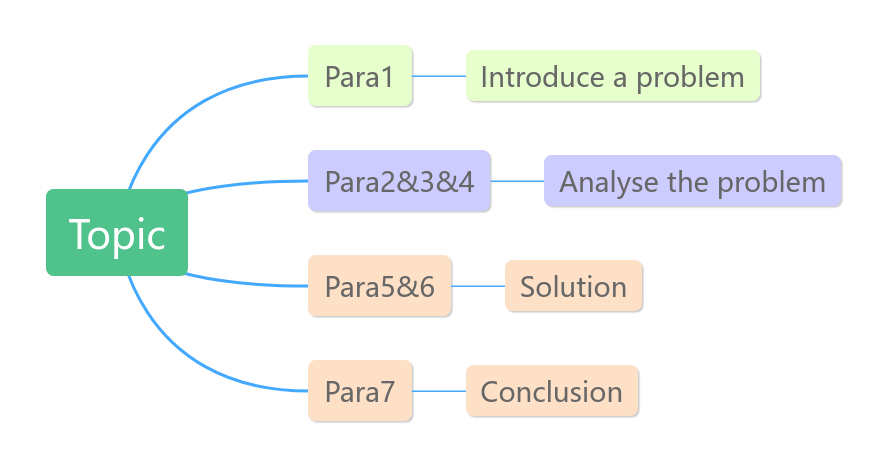 Topic
Para1
Introduce a problem
Para2&3&4
Analyse the problem
Para5&6
Solution
Para7
Conclusion